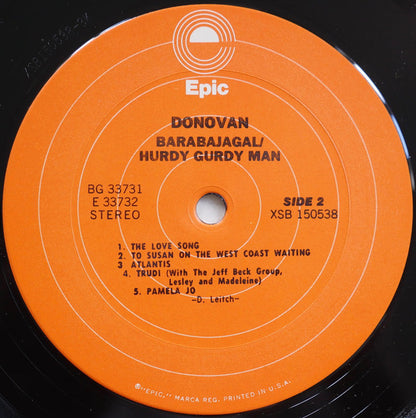 Epic
DONOVAN
BARABAJAGAL/
HURDY GURDY MAN
BG 33731
E 33732
STEREO
SIDE 2
XSB 150538
1. THE LOVE SONG
2. TO SUSAN ON THE WEST COAST WAITING
3 ATLANTIS
4. TRUDI (With The Jeff Beck Group,
Lesley and Madeleine)
5. PAMELA JO
-D. Leitch-
Ⓟ "EPIC," MARCA REG. PRINTED IN U.S.A.